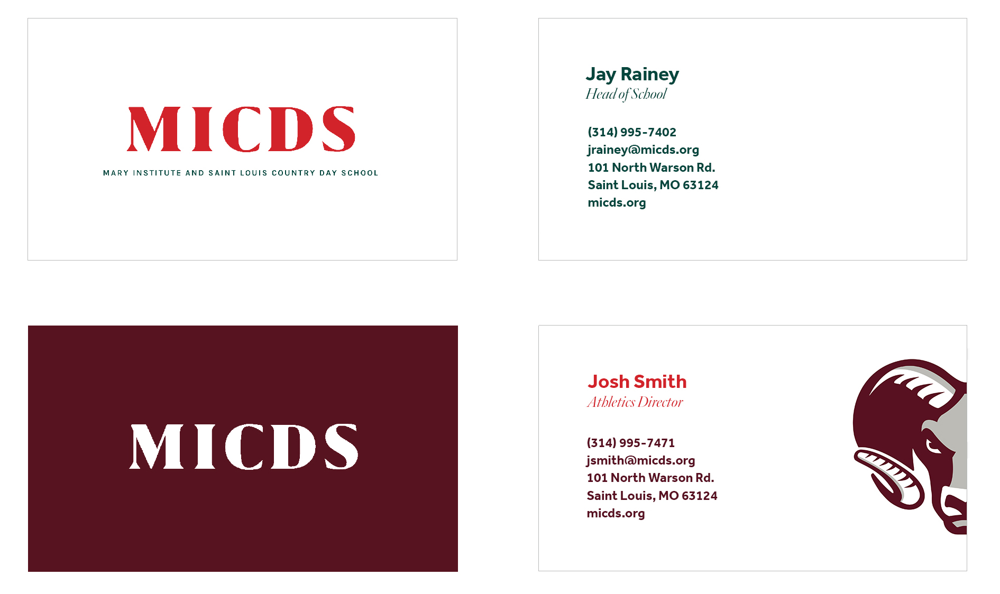 MICDS
MARY INSTITUTE AND SAINT LOUIS COUNTRY DAY SCHOOL
Jay Rainey
Head of School
(314) 995-7402
jrainey@micds.org
101 North Warson Rd.
Saint Louis, MO 63124
micds.org
MICDS
Josh Smith
Athletics Director
(314) 995-7471
jsmith@micds.org
101 North Warson Rd.
Saint Louis, MO 63124
micds.org